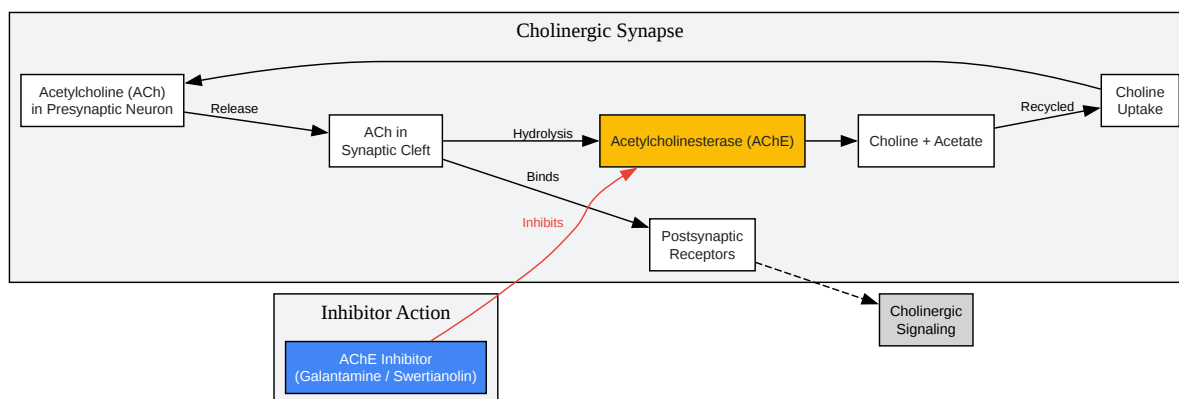 Cholinergic Synapse
Acetylcholine (ACh)
in Presynaptic Neuron
Release
ACh in
Synaptic Cleft
Hydrolysis
Acetylcholinesterase (AChE)
Choline + Acetate
Recycled
Choline
Uptake
Binds
Inhibits
Postsynaptic
Receptors
Cholinergic
Signaling
Inhibitor Action
AChE Inhibitor
(Galantamine / Swertianolin)